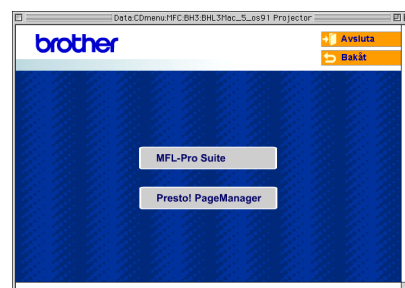 Data:CDmenu:MFC:BH3:BHL3Mac_5_os91 Projector
brother
Avsluta
Bakåt
MFL-Pro Suite
Presto! PageManager